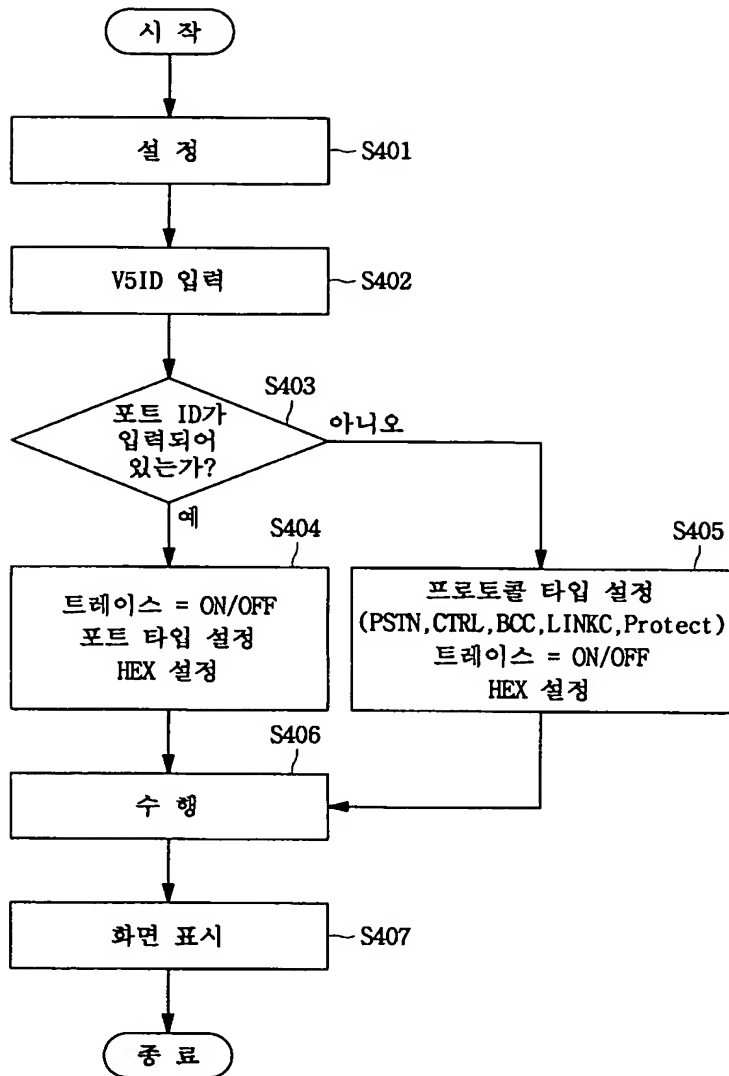 시 작
설 정
S401
V5ID 입력
S402
S403
포트 ID가
입력되어
있는가?
아니오
예
S404
트레이스 = ON/OFF
포트 타입 설정
HEX 설정
S405
프로토콜 타입 설정
(PSTN,CTRL,BCC,LINKC,Protect)
트레이스 = ON/OFF
HEX 설정
S406
수 행
화면 표시
S407
종 료